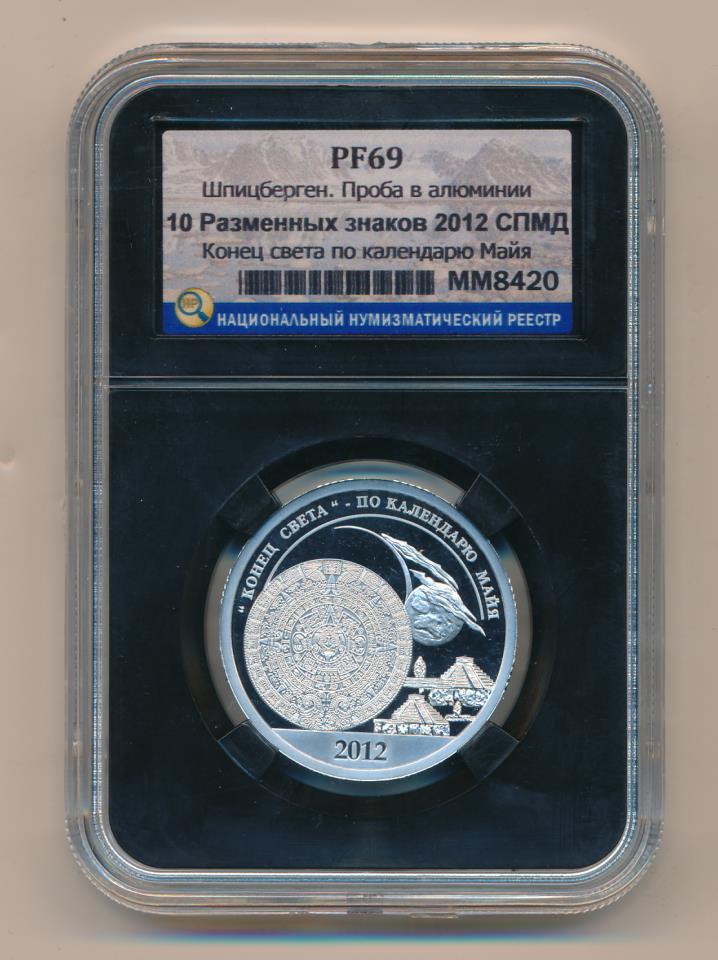 PF69
Шпицберген. Проба в алюминии
10 Разменных знаков 2012 СПМД
Конец света по календарю Майя
MM8420
НР НАЦИОНАЛЬНЫЙ НУМИЗМАТИЧЕСКИЙ РЕЕСТР
"КОНЕЦ СВЕТА" - ПО КАЛЕНДАРЮ МАЙЯ
2012